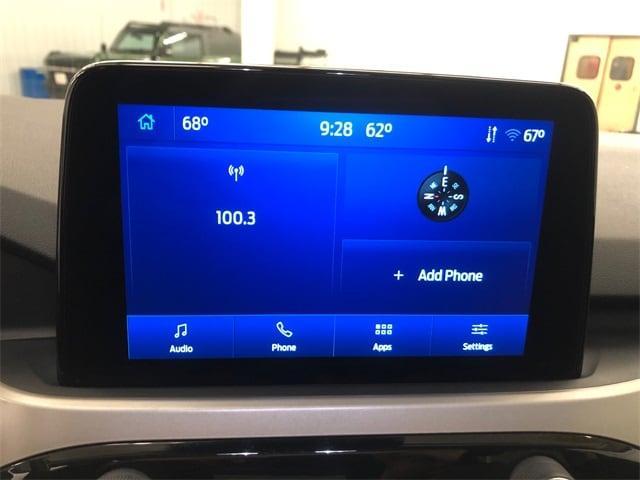 68° 9:28 62° 67°
100.3
E
N S
W
+ Add Phone
Audio Phone Apps Settings